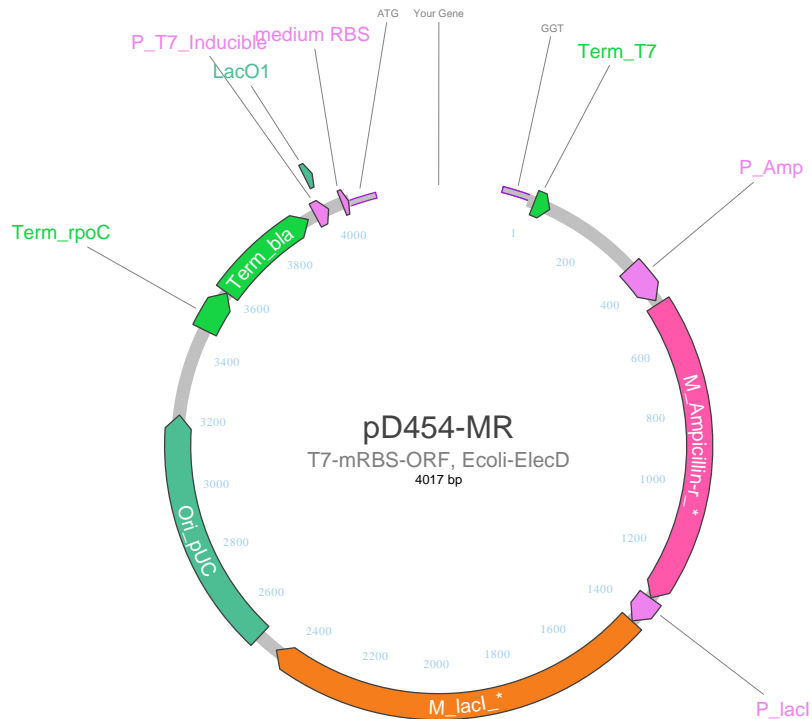 ATG
Your Gene
GGT
P_T7_Inducible
medium RBS
LacO1
Term_T7
P_Amp
Term_rpoC
Term_bla
4000
1
200
3800
400
3600
600
3400
M_Ampicillin-r_*
800
3200
pD454-MR
T7-mRBS-ORF, Ecoli-ElecD
4017 bp
1000
3000
Ori_pUC
1200
2800
1400
2600
1600
2400
1800
2200
2000
M_lacI_*
P_lacI